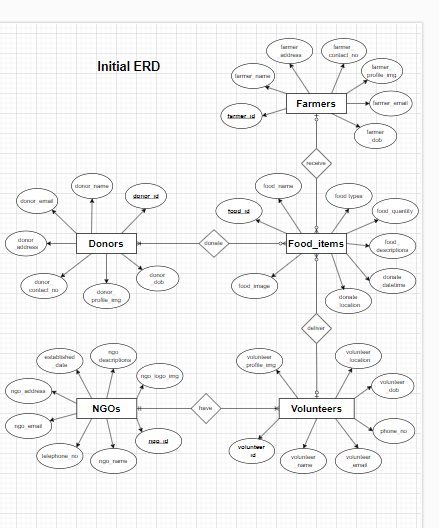 Initial ERD
farmer
address
farmer
contact_no
farmer_name
farmer
profile_img
farmer_id
Farmers
farmer_email
farmer
dob
receive
donor_name
donor_id
donor_email
donor
address
Donors
donor
contact_no
donor
profile_img
donor
dob
donate
food_name
food types
food_id
food_quantity
Food_items
food
descriptions
food_image
donate
datetime
donate
location
deliver
established
date
ngo
descriptions
ngo_logo_img
ngo_address
NGOs
ngo_email
telephone_no
ngo_name
ngo_id
have
volunteer
profile_img
volunteer
location
volunteer
dob
Volunteers
phone_no
volunteer
id
volunteer
name
volunteer
email